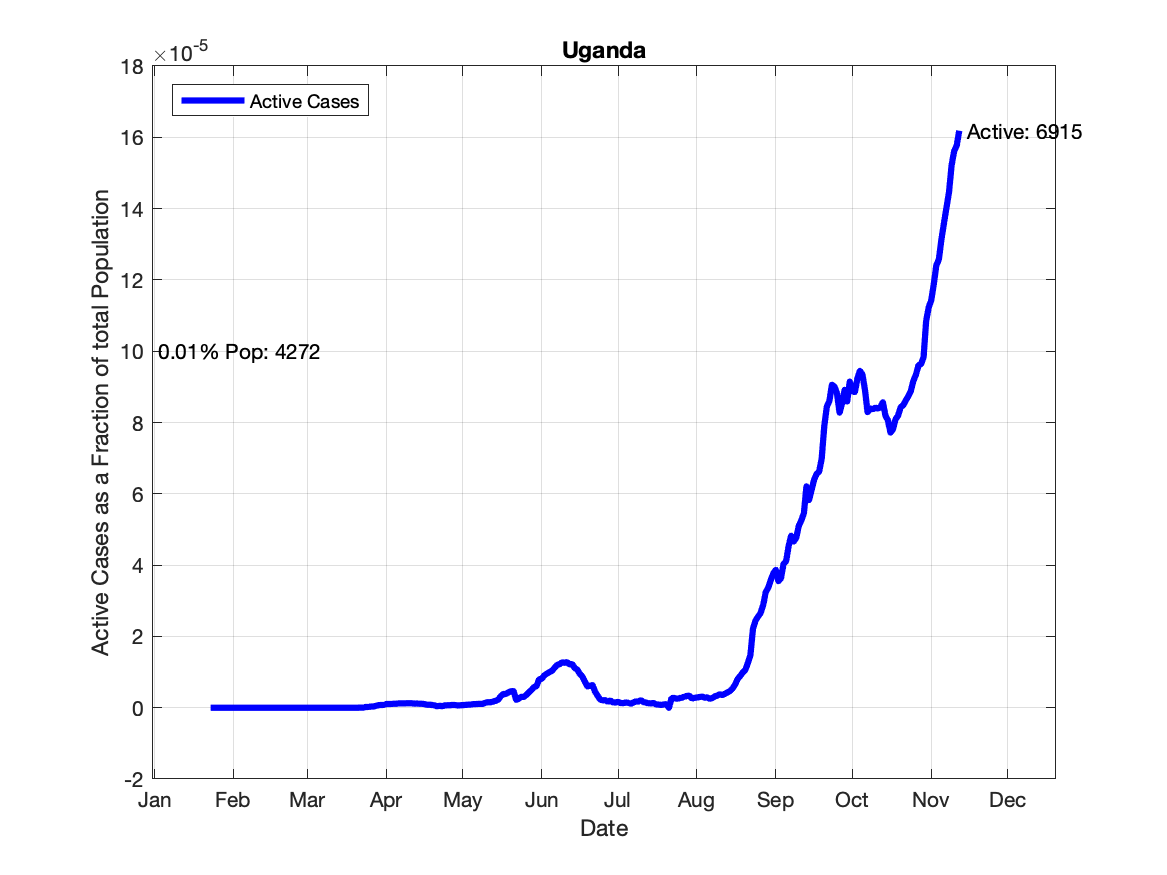 Uganda
×10-5
Active Cases
18
16
14
12
10
8
6
4
2
0
-2
Active: 6915
0.01% Pop: 4272
Active Cases as a Fraction of total Population
Jan Feb Mar Apr May Jun Jul Aug Sep Oct Nov Dec
Date